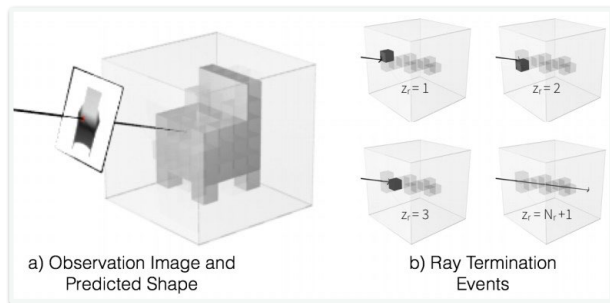 z_r = 1
z_r = 2
z_r = 3
z_r = N_r +1
a) Observation Image and
Predicted Shape
b) Ray Termination
Events